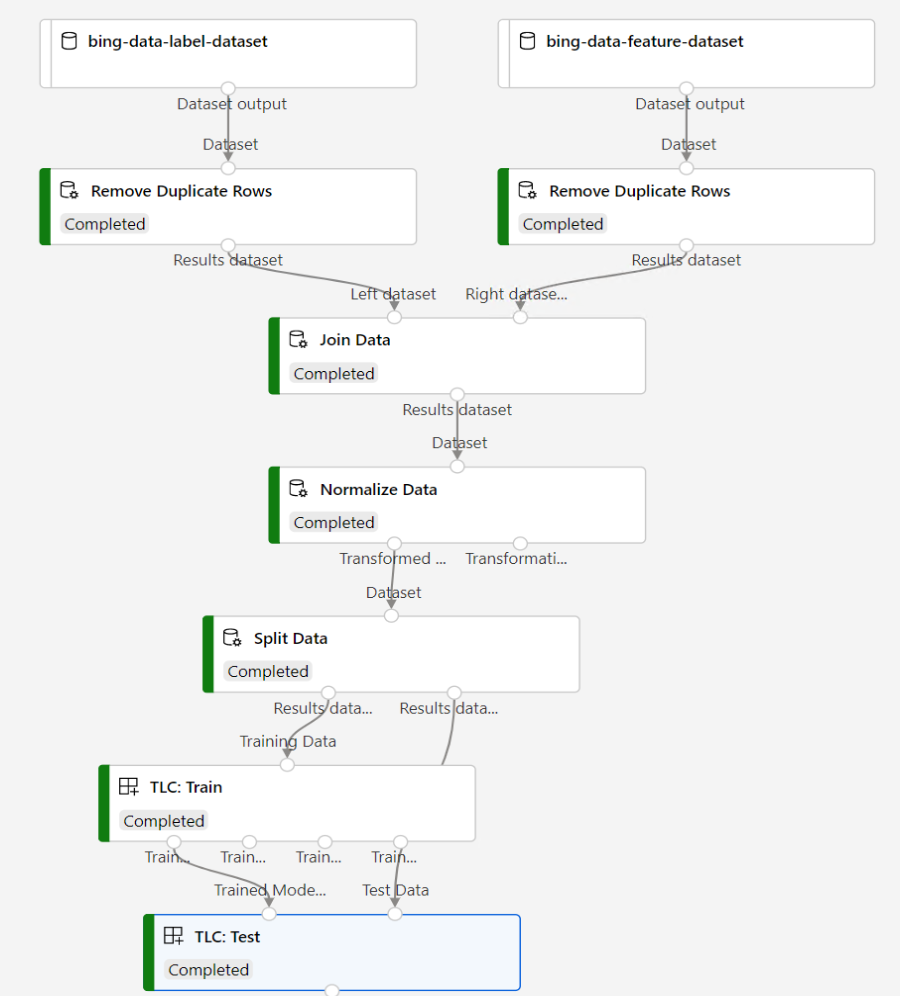 bing-data-label-dataset
bing-data-feature-dataset
Dataset output
Dataset output
Dataset
Dataset
Remove Duplicate Rows
Completed
Remove Duplicate Rows
Completed
Results dataset
Results dataset
Left dataset
Right datase...
Join Data
Completed
Results dataset
Dataset
Normalize Data
Completed
Transformed ...
Transformati...
Dataset
Split Data
Completed
Results data...
Results data...
Training Data
TLC: Train
Completed
Train...
Train...
Train...
Train...
Trained Mode...
Test Data
TLC: Test
Completed